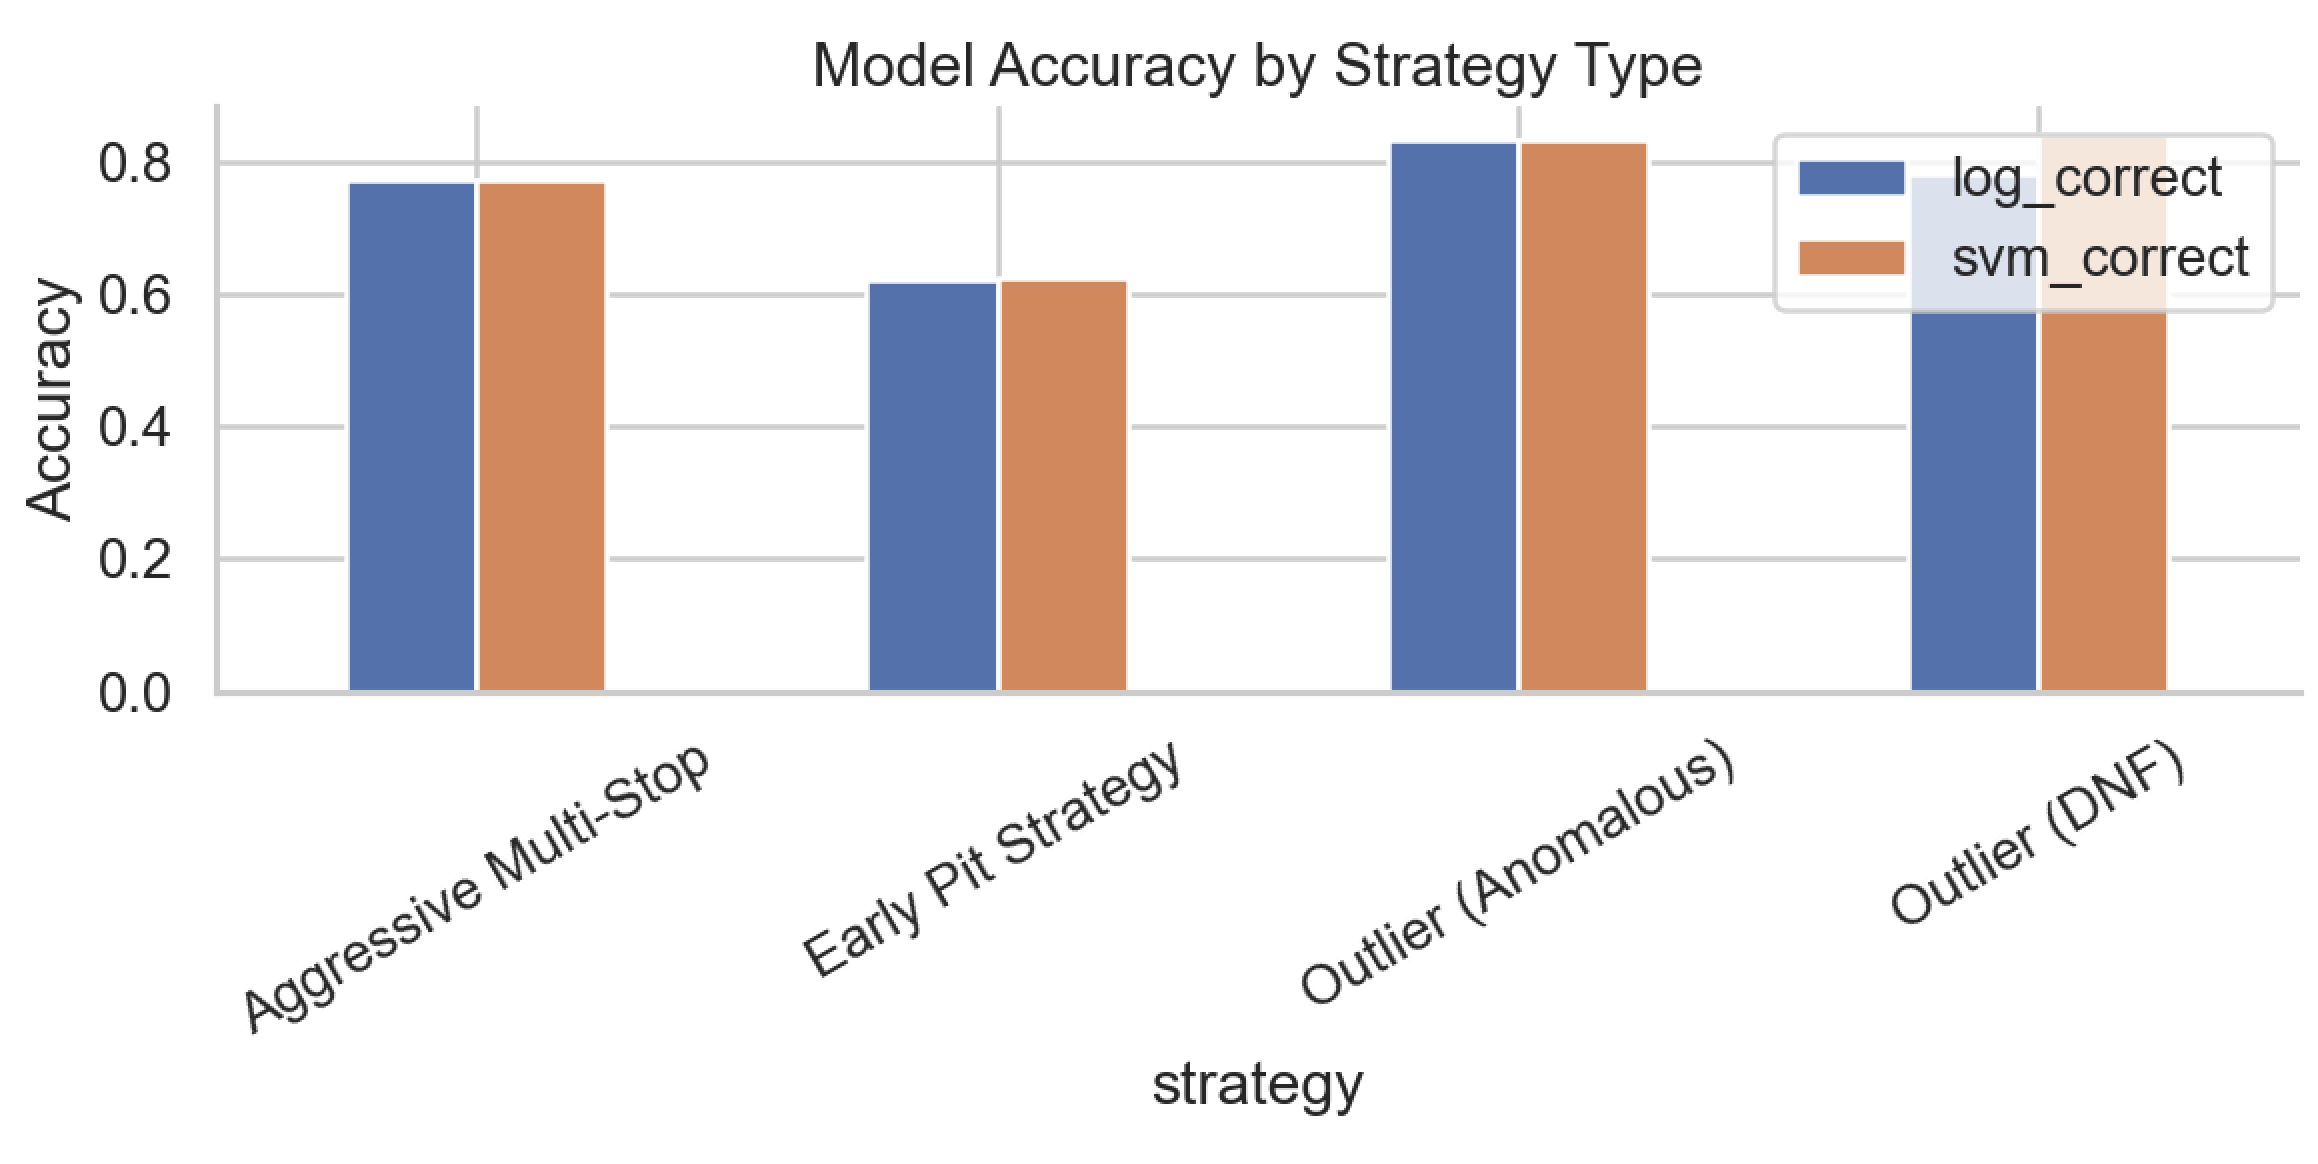 Model Accuracy by Strategy Type
log_correct
svm_correct
Accuracy
0.8
0.6
0.4
0.2
0.0
Aggressive Multi-Stop
Early Pit Strategy
Outlier (Anomalous)
Outlier (DNF)
strategy